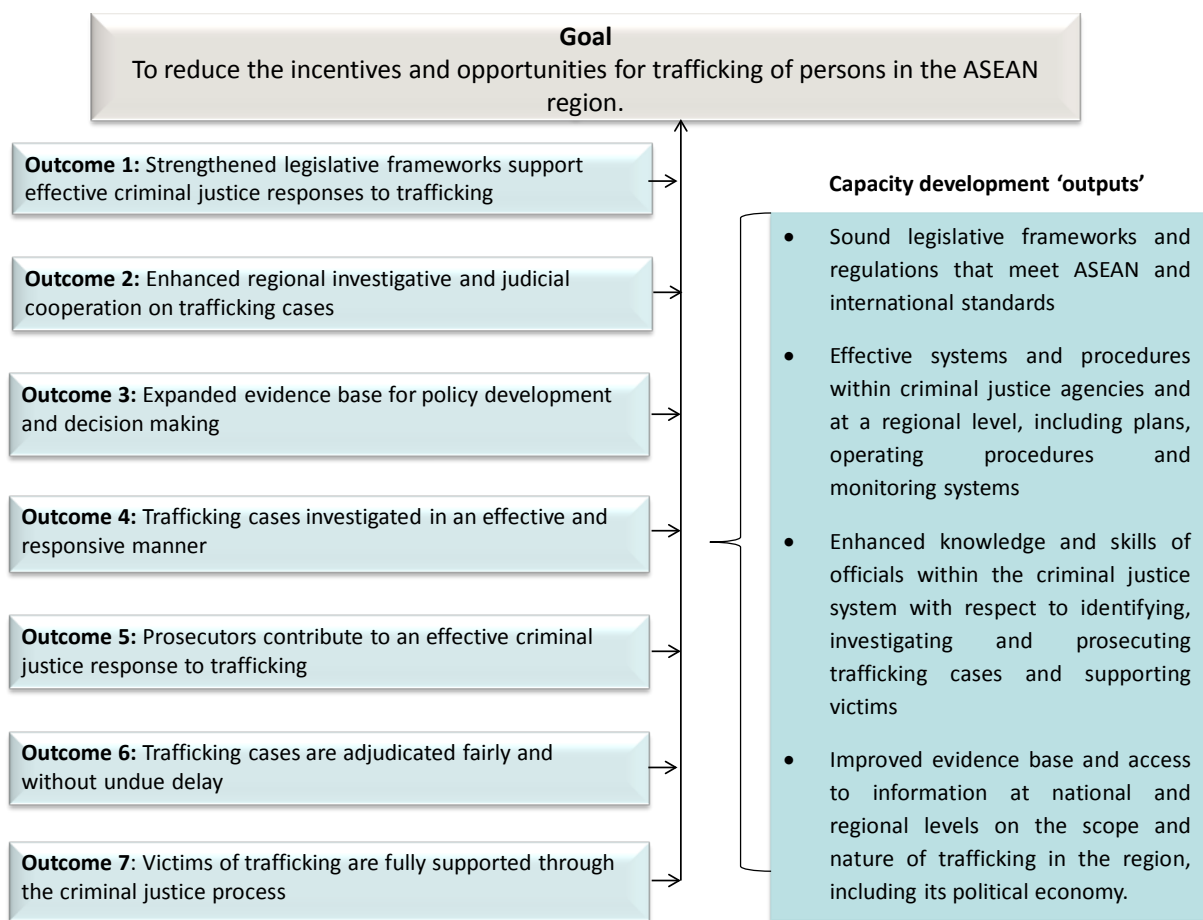 Goal
To reduce the incentives and opportunities for trafficking of persons in the ASEAN
region.
Outcome 1: Strengthened legislative frameworks support
effective criminal justice responses to trafficking
Outcome 2: Enhanced regional investigative and judicial
cooperation on trafficking cases
Outcome 3: Expanded evidence base for policy development
and decision making
Outcome 4: Trafficking cases investigated in an effective and
responsive manner
Outcome 5: Prosecutors contribute to an effective criminal
justice response to trafficking
Outcome 6: Trafficking cases are adjudicated fairly and
without undue delay
Outcome 7: Victims of trafficking are fully supported through
the criminal justice process
Capacity development ‘outputs’
• Sound legislative frameworks and
regulations that meet ASEAN and
international standards
• Effective systems and procedures
within criminal justice agencies and
at a regional level, including plans,
operating procedures and
monitoring systems
• Enhanced knowledge and skills of
officials within the criminal justice
system with respect to identifying,
investigating and prosecuting
trafficking cases and supporting
victims
• Improved evidence base and access
to information at national and
regional levels on the scope and
nature of trafficking in the region,
including its political economy.